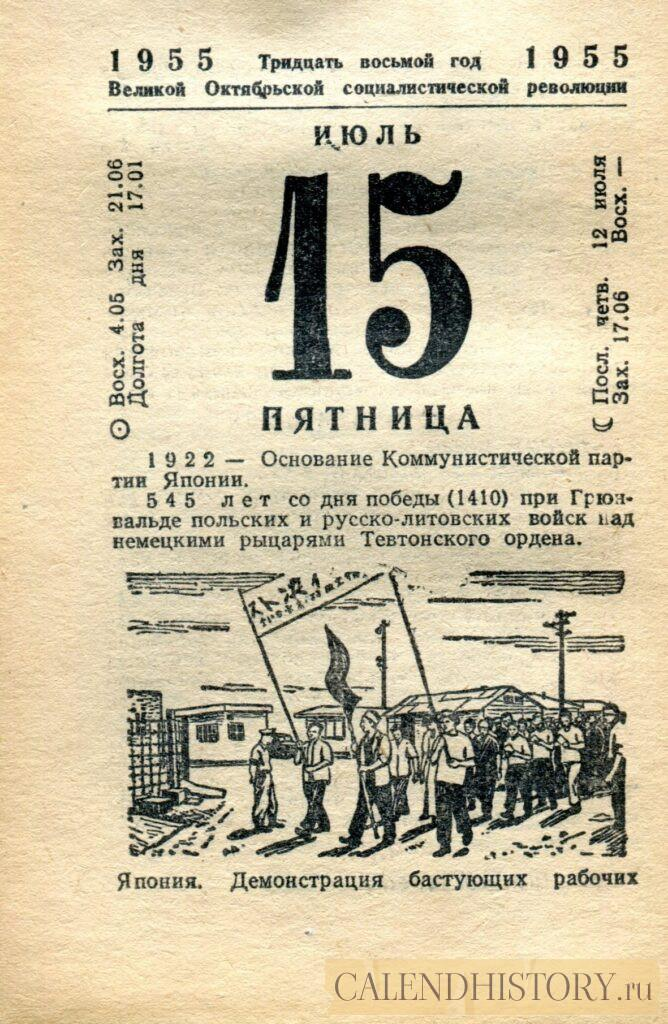 1955 Тридцать восьмой год 1955
Великой Октябрьской социалистической революции
ИЮЛЬ
☉ Восх. 4.05 Зах. 21.06
Долгота дня 17.01
15
☾ Посл. четв. 12 июля
Зах. 17.06 Восх. —
ПЯТНИЦА
1922 — Основание Коммунистической пар-
тии Японии.
545 лет со дня победы (1410) при Грюн-
вальде польских и русско-литовских войск над
немецкими рыцарями Тевтонского ордена.
Япония. Демонстрация бастующих рабочих
CALENDHISTORY.ru